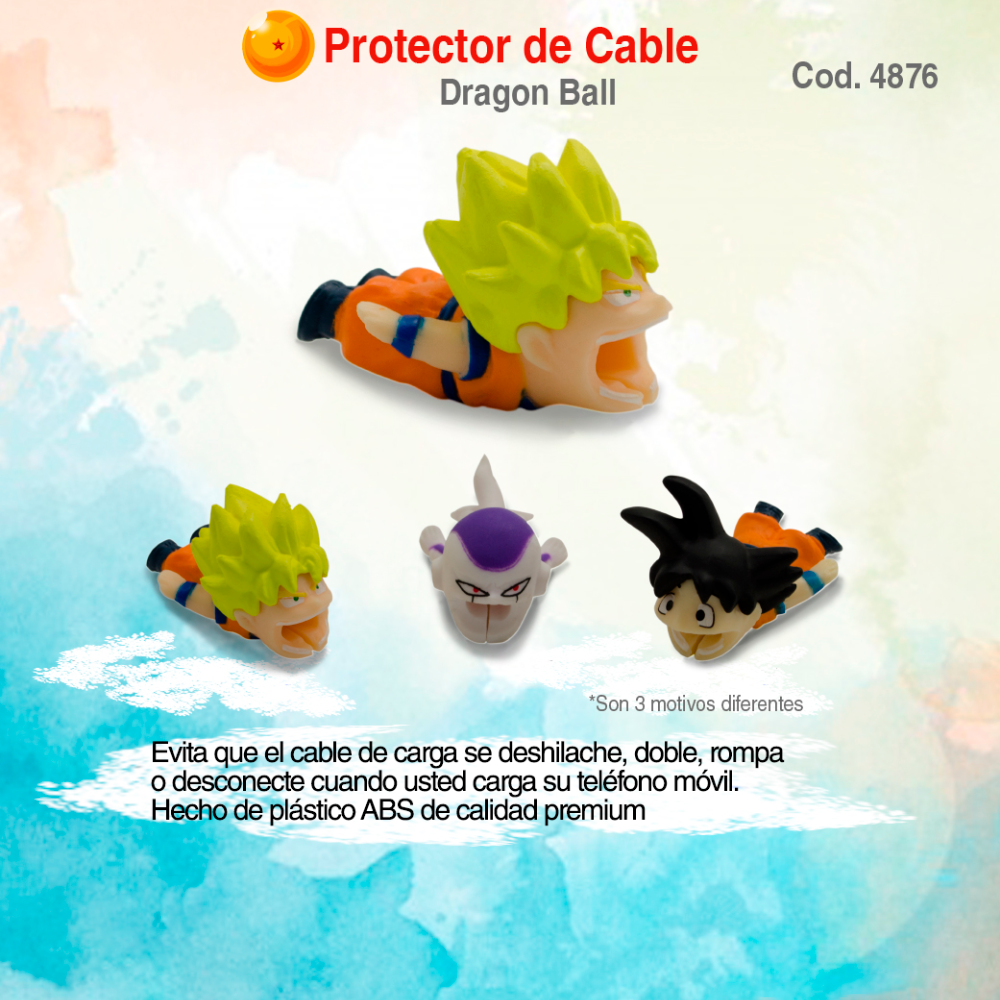 Protector de Cable
Dragon Ball
Cod. 4876
*Son 3 motivos diferentes
Evita que el cable de carga se deshilache, doble, rompa
o desconecte cuando usted carga su teléfono móvil.
Hecho de plástico ABS de calidad premium